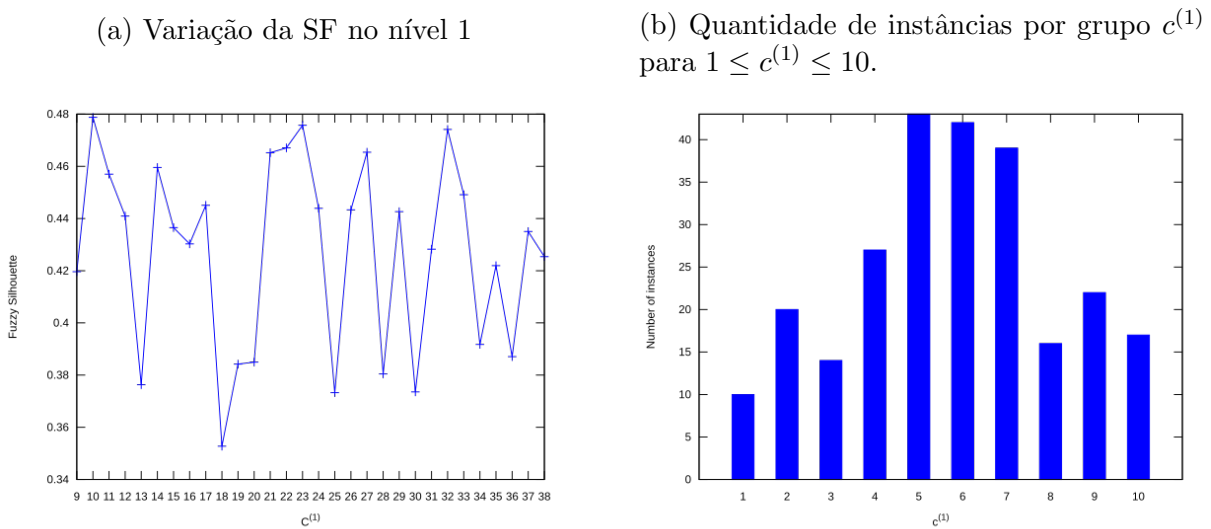 (a) Variação da SF no nível 1
(b) Quantidade de instâncias por grupo c^(1)
para 1 ≤ c^(1) ≤ 10.
0.48
0.46
0.44
0.42
0.4
0.38
0.36
0.34
Fuzzy Silhouette
9 10 11 12 13 14 15 16 17 18 19 20 21 22 23 24 25 26 27 28 29 30 31 32 33 34 35 36 37 38
C^(1)
40
35
30
25
20
15
10
5
0
Number of instances
1 2 3 4 5 6 7 8 9 10
c^(1)